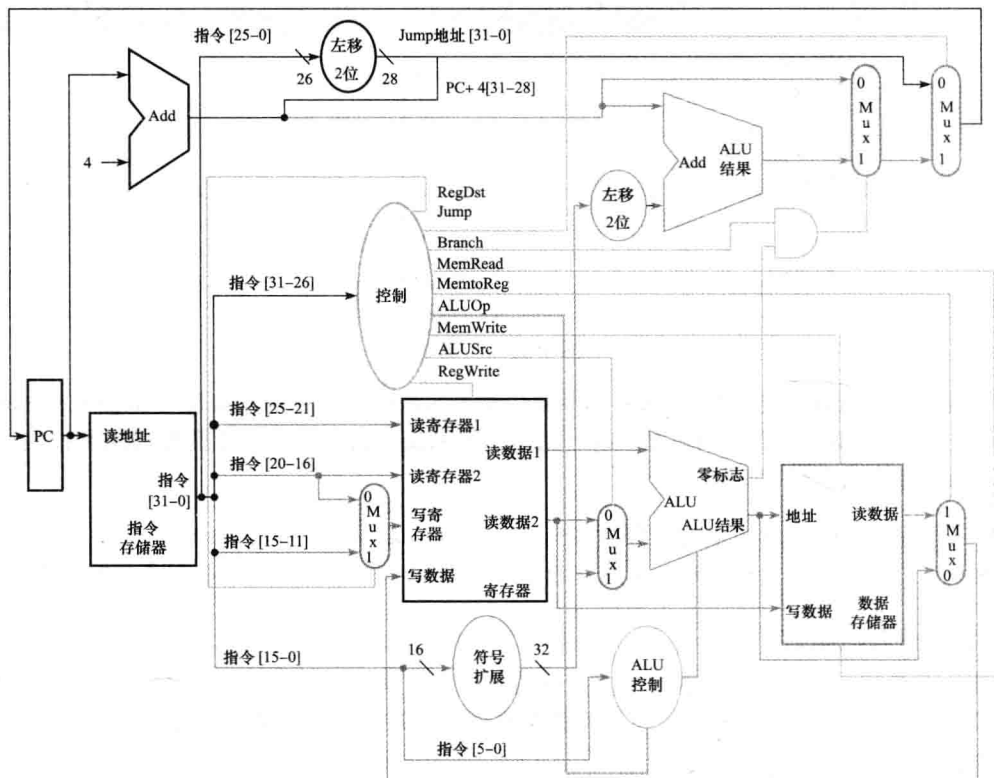 指令 [25-0]
左移
2位
26
28
Jump地址 [31-0]
PC+ 4[31-28]
Add
4
Add
ALU
结果
左移
2位
0
Mux
1
0
Mux
1
RegDst
Jump
Branch
MemRead
MemtoReg
ALUOp
MemWrite
ALUSrc
RegWrite
控制
指令 [31-26]
PC
读地址
指令
[31-0]
指令
存储器
指令 [25-21]
指令 [20-16]
指令 [15-11]
0
Mux
1
读寄存器1
读寄存器2
写寄
存器
写数据
读数据1
读数据2
寄存器
0
Mux
1
零标志
ALU
ALU结果
地址
读数据
写数据
数据
存储器
1
Mux
0
指令 [15-0]
16
符号
扩展
32
ALU
控制
指令 [5-0]